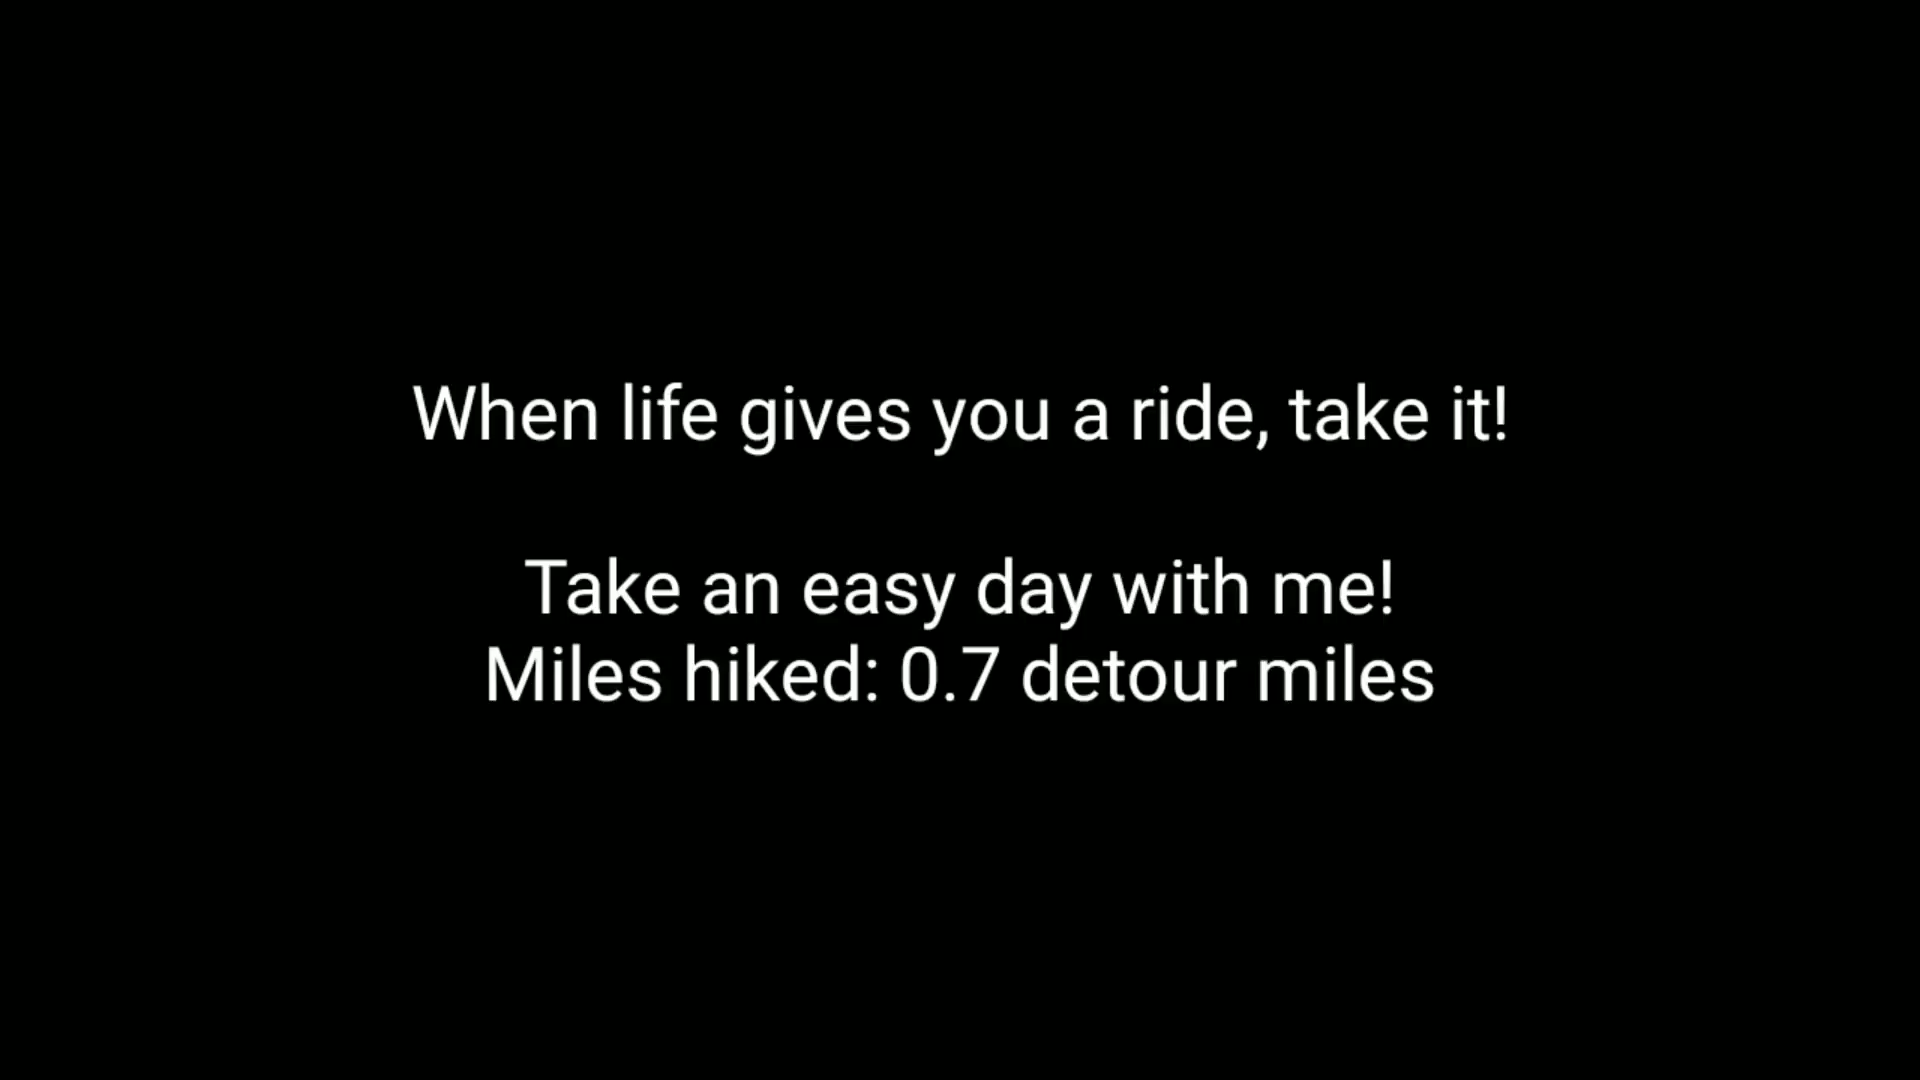 When life gives you a ride, take it!
Take an easy day with me!
Miles hiked: 0.7 detour miles